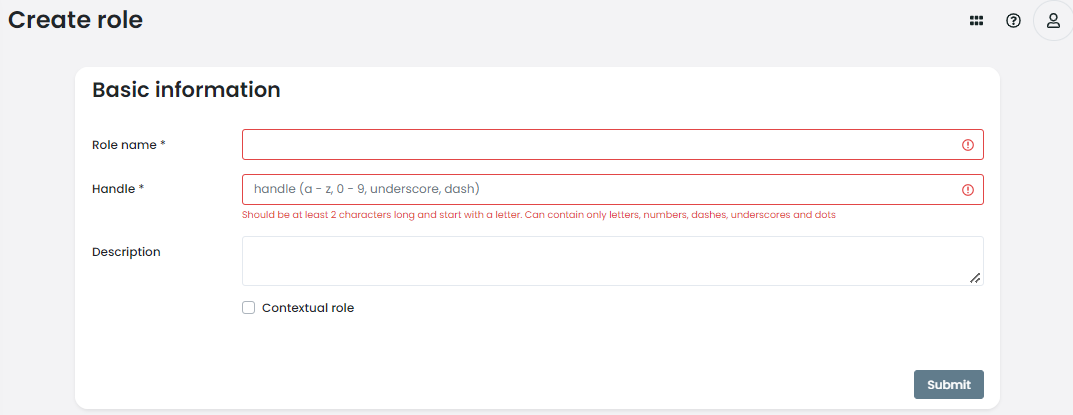 Create role
Basic information
Role name *
Handle *
handle (a - z, 0 - 9, underscore, dash)
Should be at least 2 characters long and start with a letter. Can contain only letters, numbers, dashes, underscores and dots
Description
Contextual role
Submit